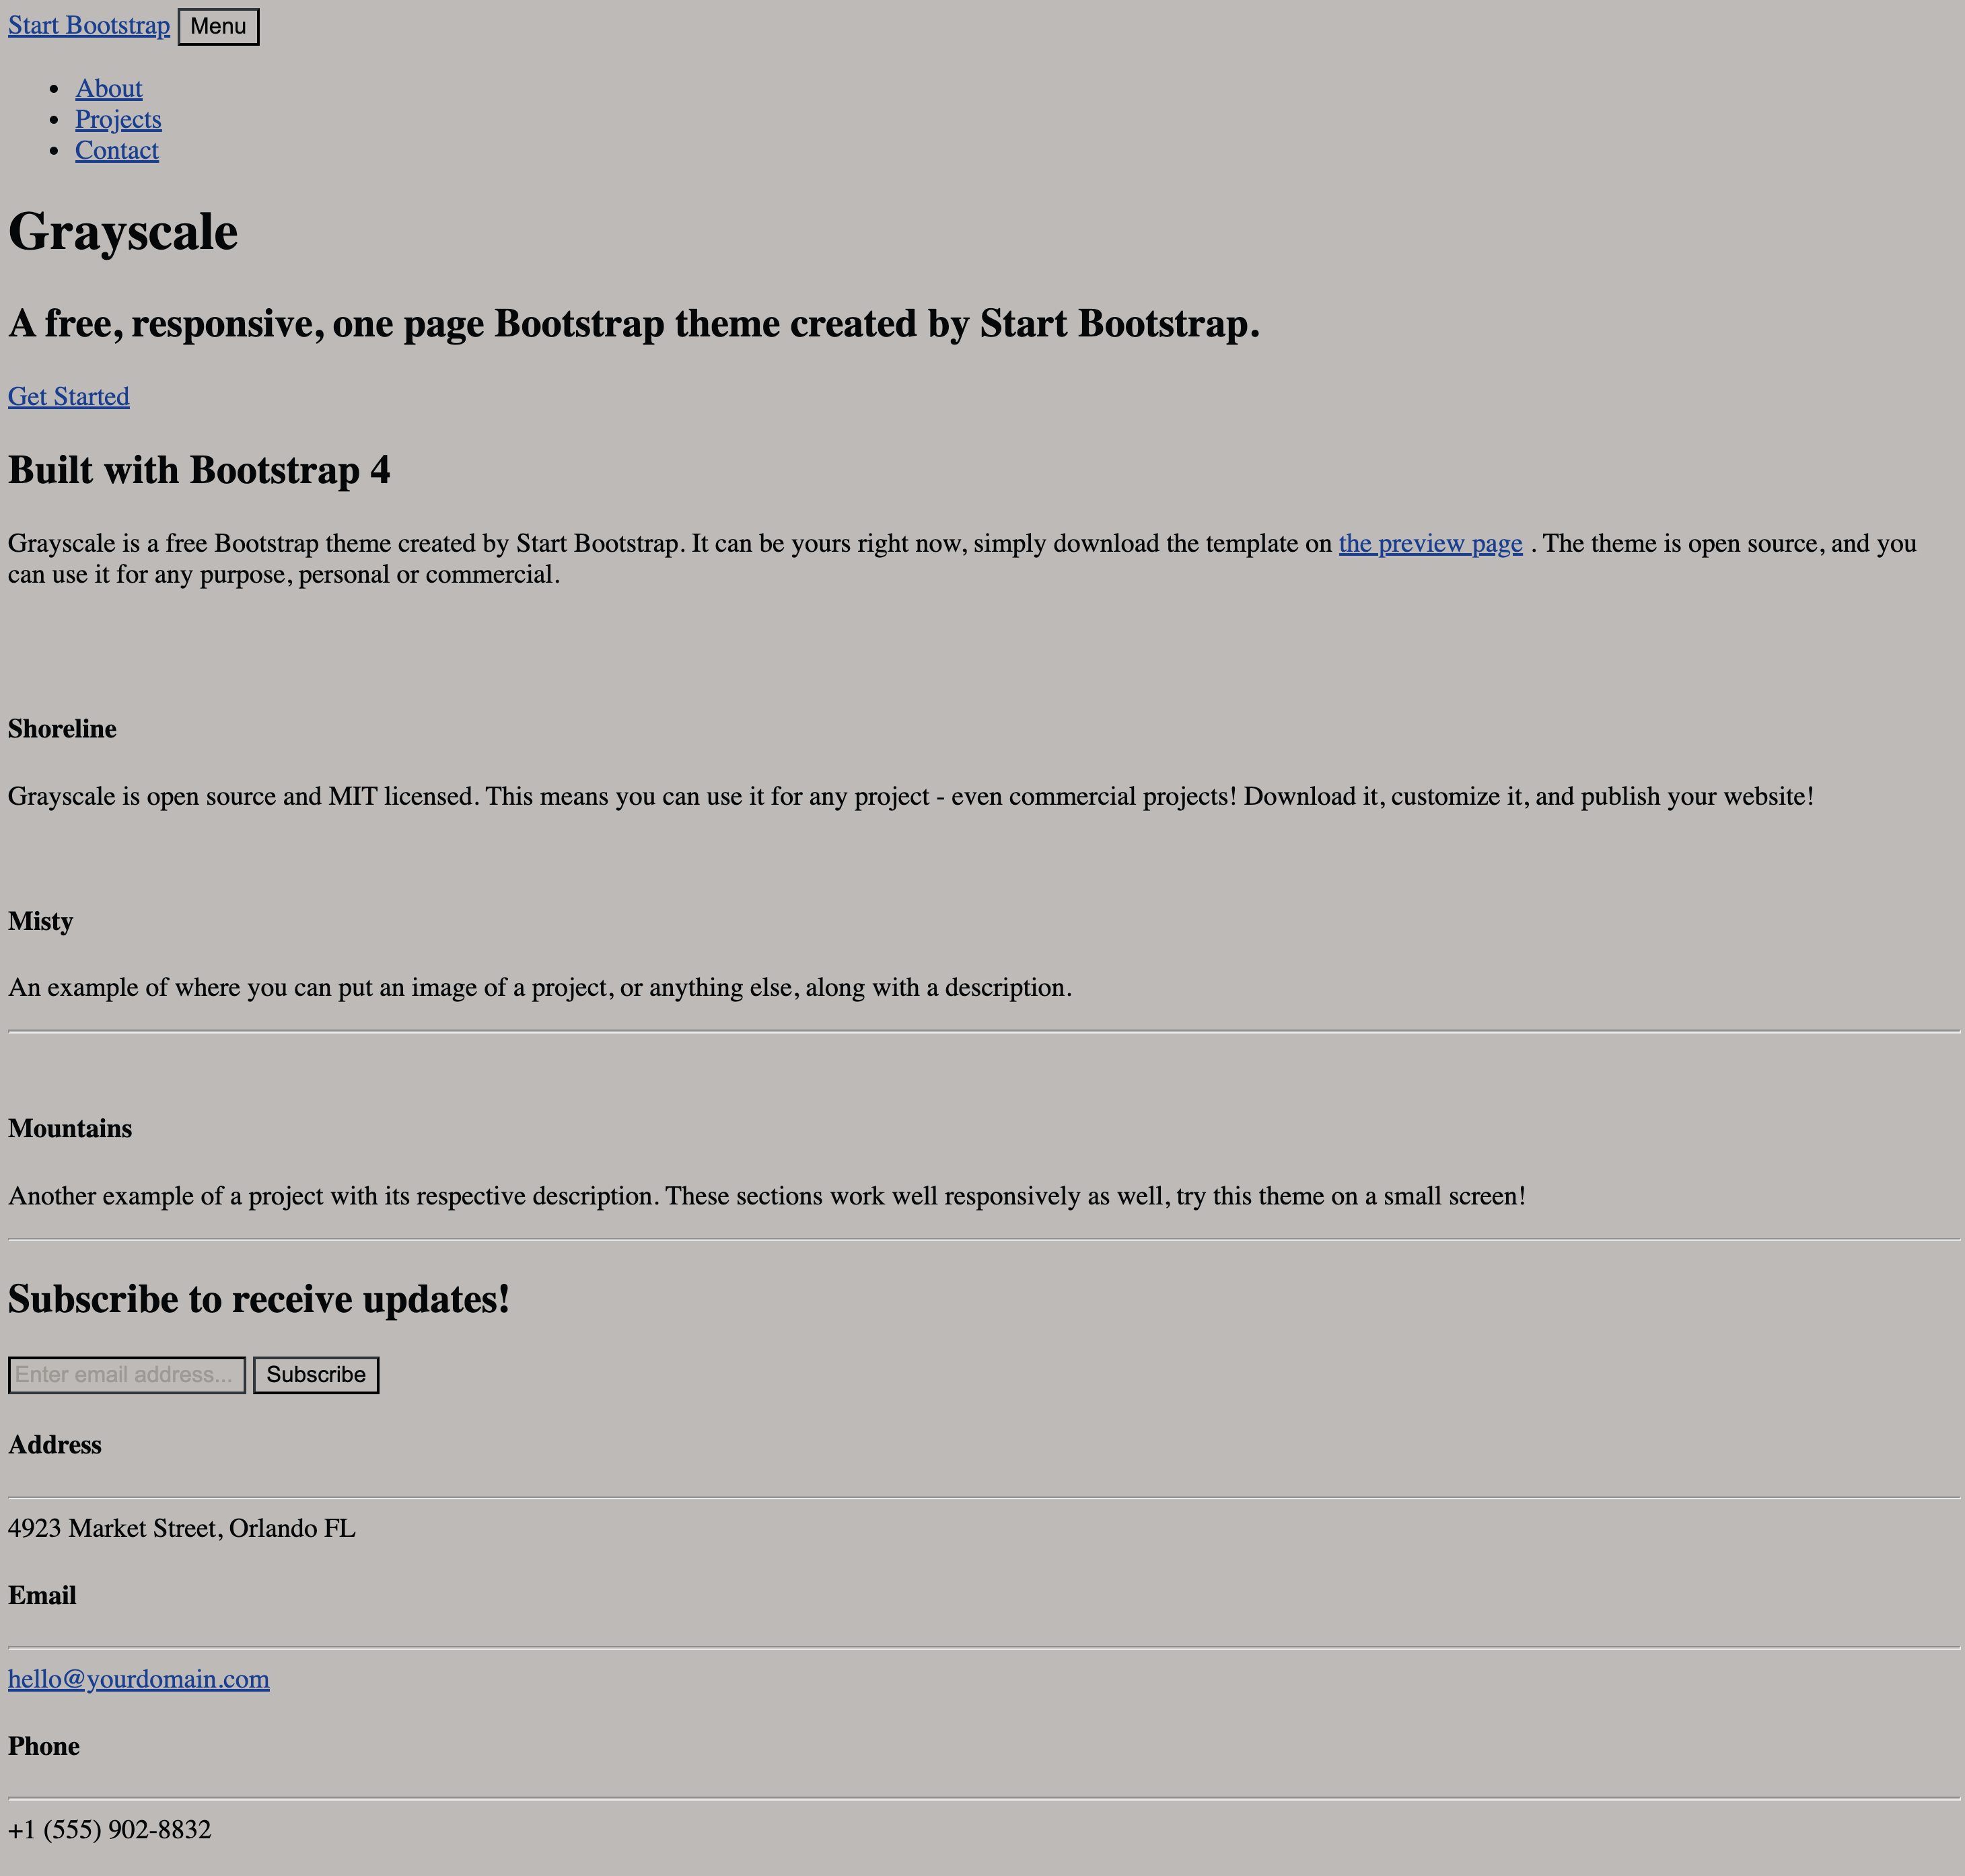 Start Bootstrap Menu
About
Projects
Contact
Grayscale
A free, responsive, one page Bootstrap theme created by Start Bootstrap.
Get Started
Built with Bootstrap 4
Grayscale is a free Bootstrap theme created by Start Bootstrap. It can be yours right now, simply download the template on the preview page . The theme is open source, and you
can use it for any purpose, personal or commercial.
Shoreline
Grayscale is open source and MIT licensed. This means you can use it for any project - even commercial projects! Download it, customize it, and publish your website!
Misty
An example of where you can put an image of a project, or anything else, along with a description.
Mountains
Another example of a project with its respective description. These sections work well responsively as well, try this theme on a small screen!
Subscribe to receive updates!
Enter email address... Subscribe
Address
4923 Market Street, Orlando FL
Email
hello@yourdomain.com
Phone
+1 (555) 902-8832